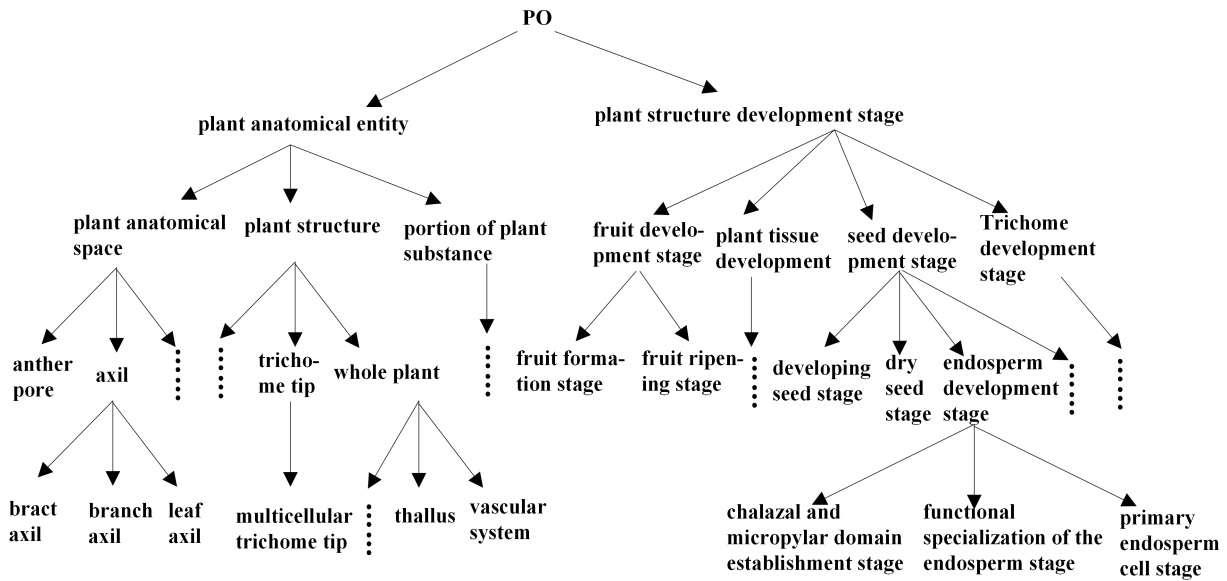 PO
plant anatomical entity
plant structure development stage
plant anatomical
space
plant structure
portion of plant
substance
fruit develo-
pment stage
plant tissue
development
seed develo-
pment stage
Trichome
development
stage
anther
pore
axil
tricho-
me tip
whole plant
fruit forma-
tion stage
fruit ripen-
ing stage
developing
seed stage
dry
seed
stage
endosperm
development
stage
bract
axil
branch
axil
leaf
axil
multicellular
trichome tip
thallus
vascular
system
chalazal and
micropylar domain
establishment stage
functional
specialization of the
endosperm stage
primary
endosperm
cell stage